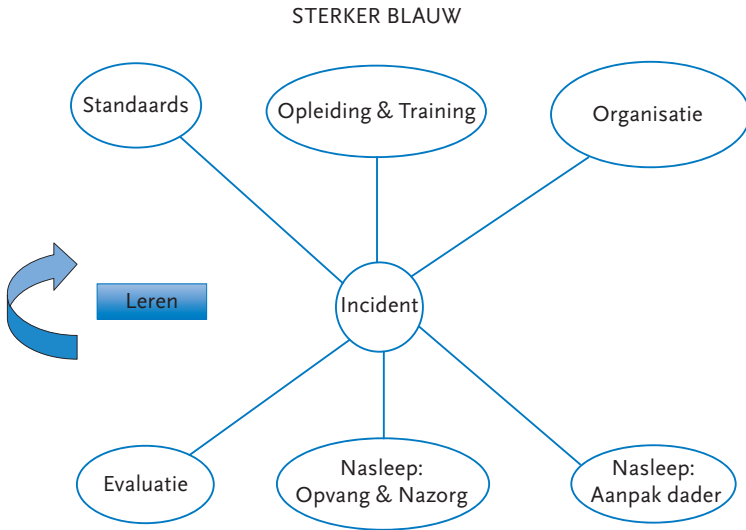 STERKER BLAUW
Standaards
Opleiding & Training
Organisatie
Leren
Incident
Evaluatie
Nasleep:
Opvang & Nazorg
Nasleep:
Aanpak dader